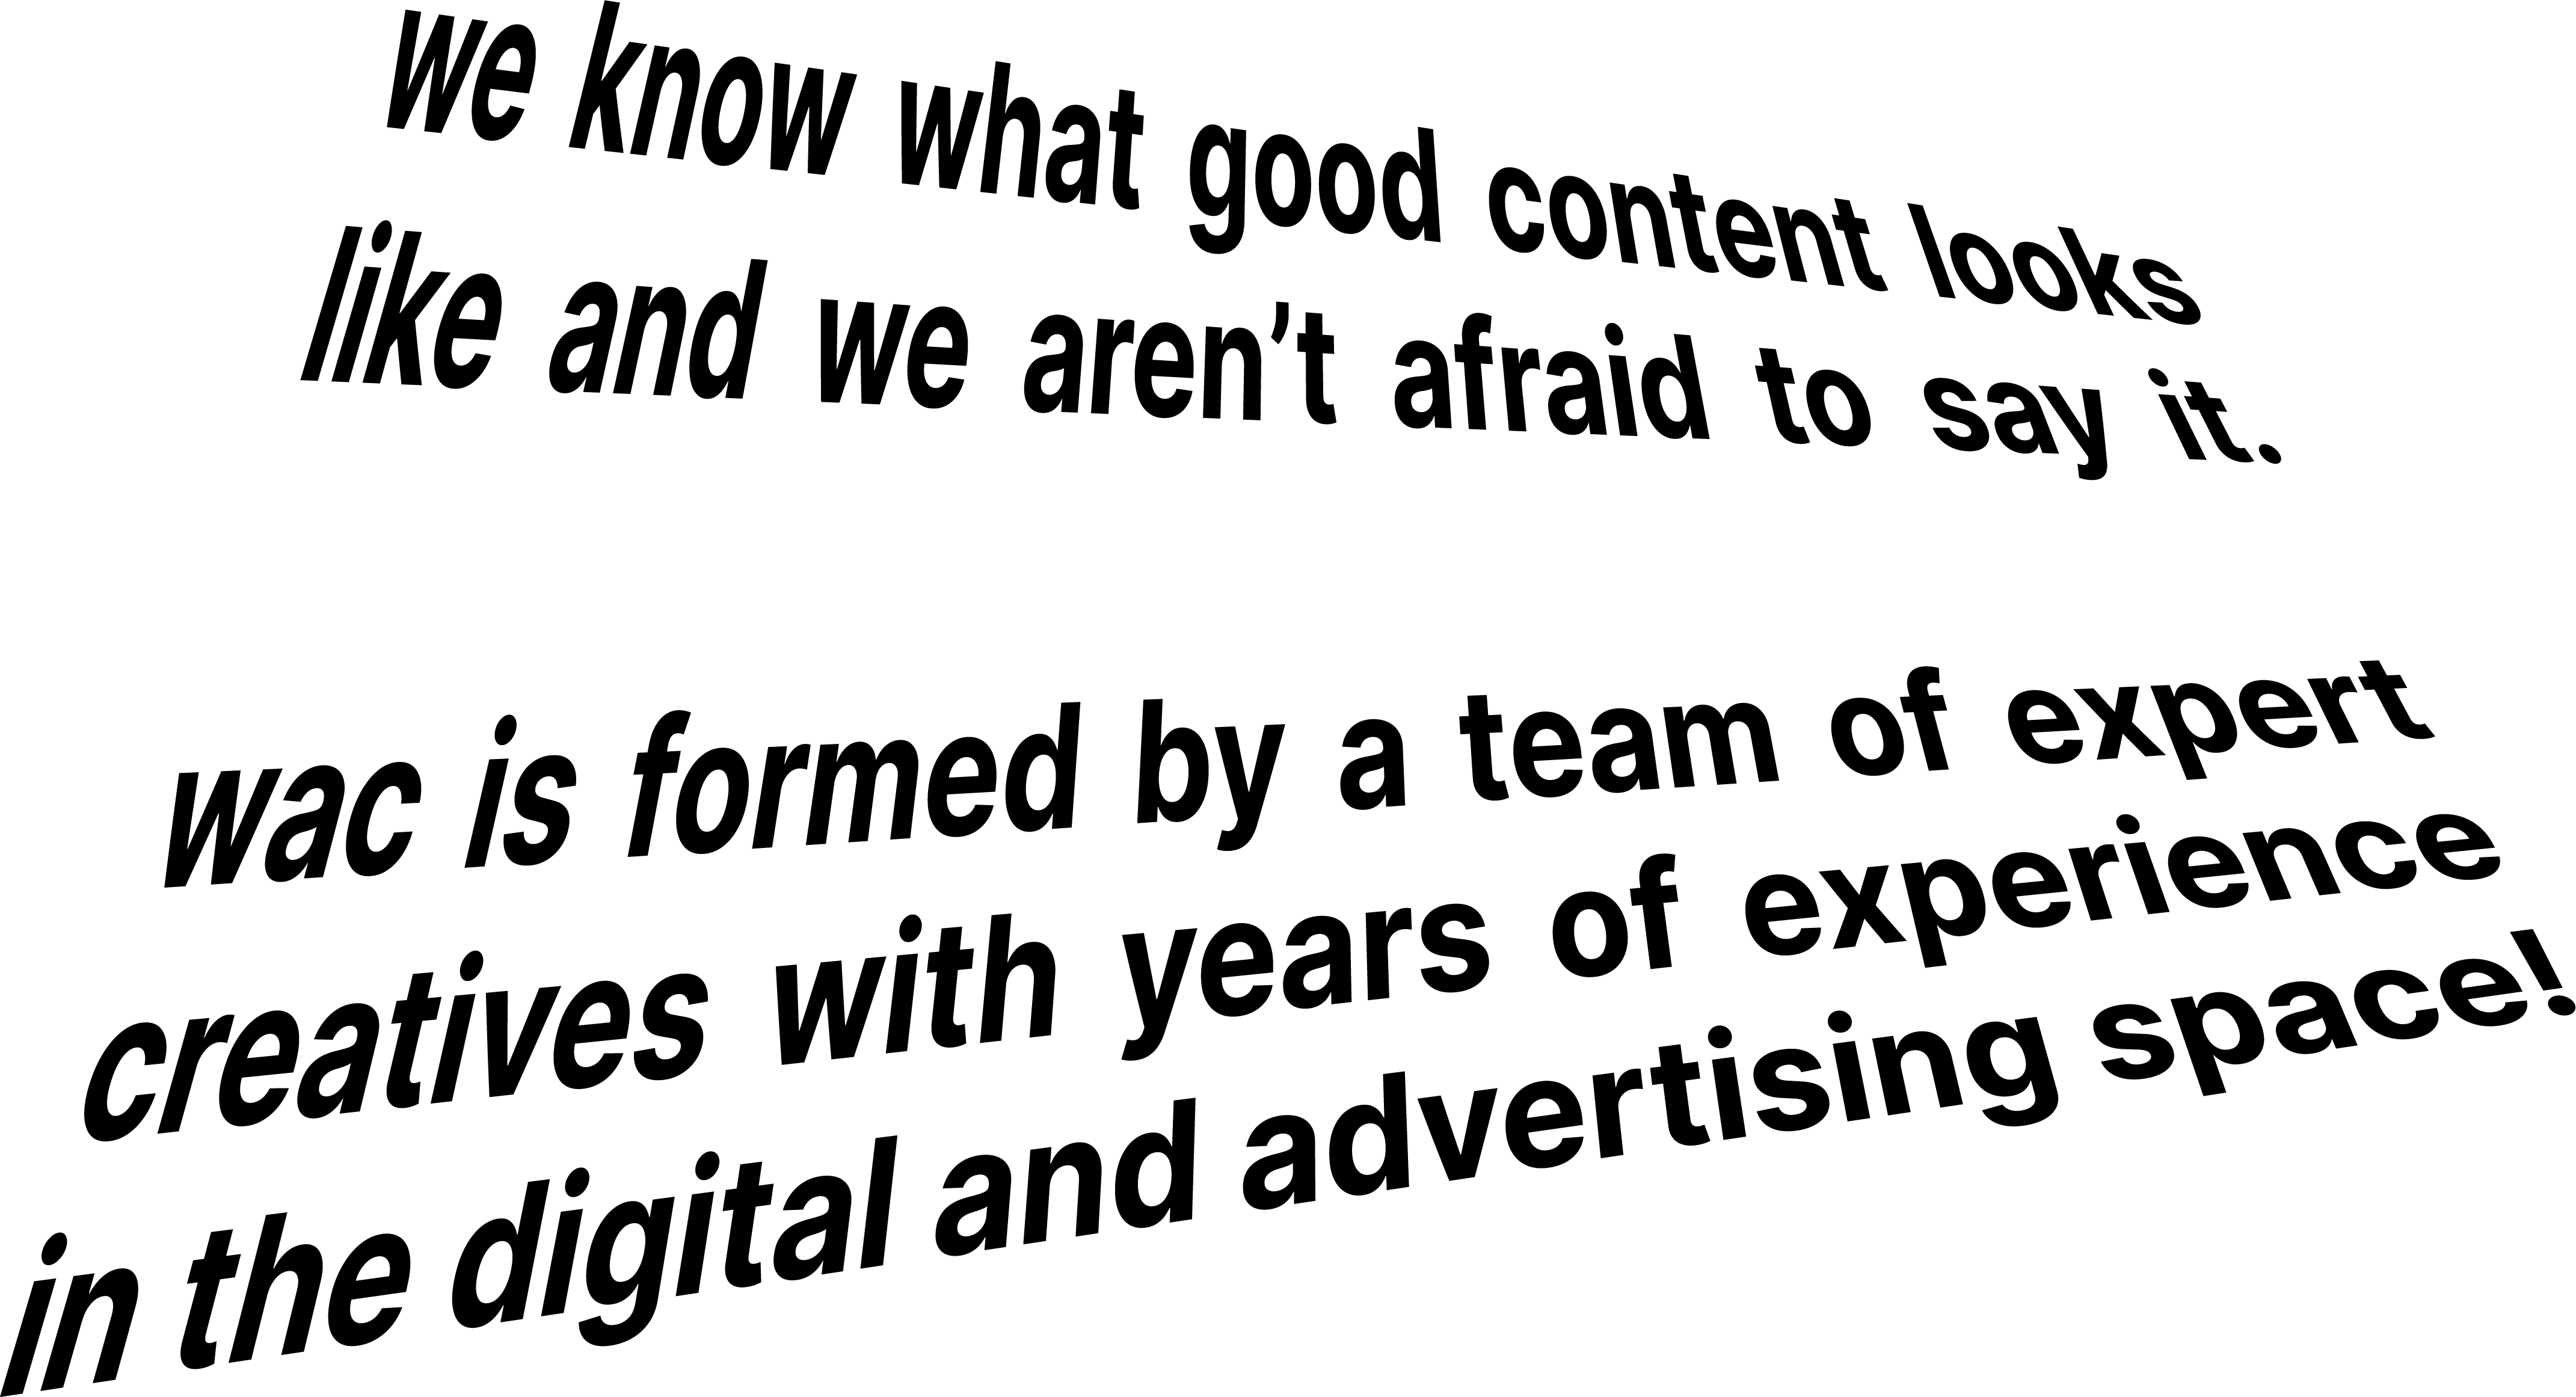 we know what good content looks
like and we aren’t afraid to say it.
wac is formed by a team of expert
creatives with years of experience
in the digital and advertising space!